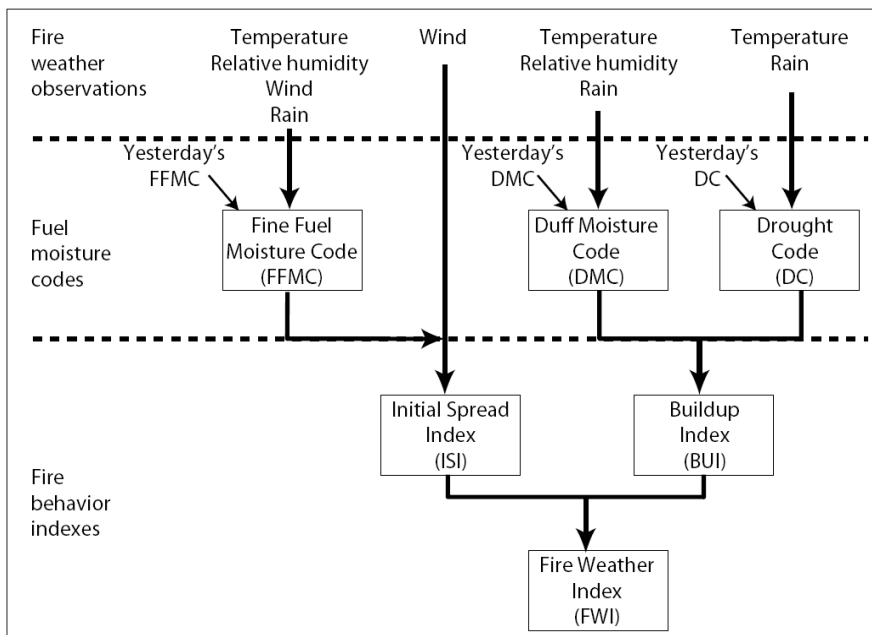 Fire
weather
observations
Temperature
Relative humidity
Wind
Rain
Wind
Temperature
Relative humidity
Rain
Temperature
Rain
Fuel
moisture
codes
Yesterday's
FFMC
Fine Fuel
Moisture Code
(FFMC)
Yesterday's
DMC
Duff Moisture
Code
(DMC)
Yesterday's
DC
Drought
Code
(DC)
Fire
behavior
indexes
Initial Spread
Index
(ISI)
Buildup
Index
(BUI)
Fire Weather
Index
(FWI)